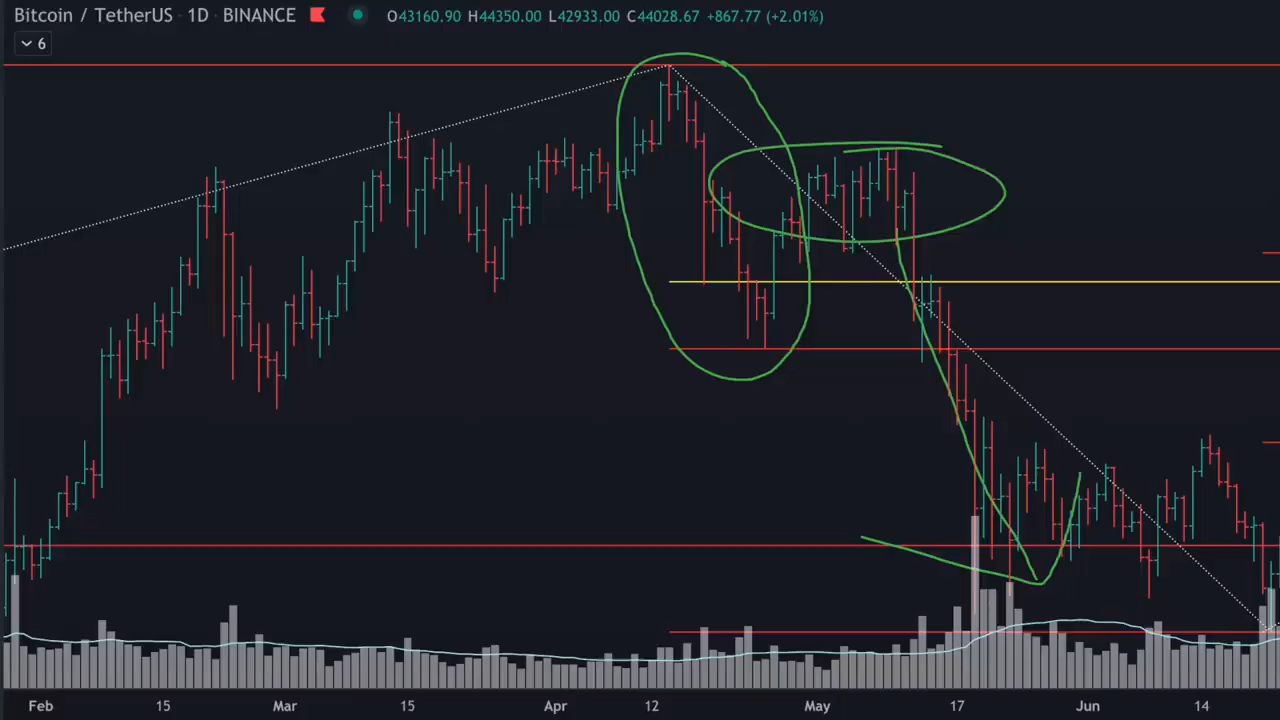 Bitcoin / TetherUS · 1D · BINANCE O43160.90 H44350.00 L42933.00 C44028.67 +867.77 (+2.01%)
6
Feb 15 Mar 15 Apr 12 May 17 Jun 14